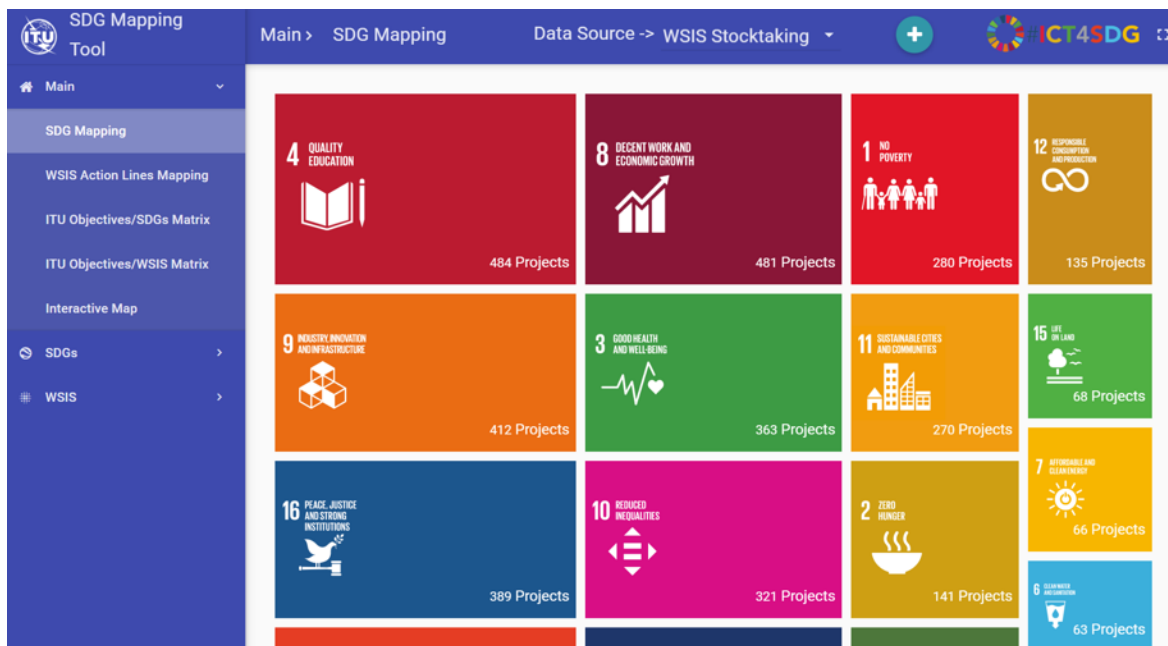 SDG Mapping
Tool
Main
SDG Mapping
WSIS Action Lines Mapping
ITU Objectives/SDGs Matrix
ITU Objectives/WSIS Matrix
Interactive Map
SDGs
WSIS
Main› SDG Mapping Data Source -> WSIS Stocktaking
#ICT4SDG
4 QUALITY
EDUCATION
484 Projects
8 DECENT WORK AND
ECONOMIC GROWTH
481 Projects
1 NO
POVERTY
280 Projects
12 RESPONSIBLE
CONSUMPTION
AND PRODUCTION
135 Projects
9 INDUSTRY, INNOVATION
AND INFRASTRUCTURE
412 Projects
3 GOOD HEALTH
AND WELL-BEING
363 Projects
11 SUSTAINABLE CITIES
AND COMMUNITIES
270 Projects
15 LIFE
ON LAND
68 Projects
7 AFFORDABLE AND
CLEAN ENERGY
66 Projects
16 PEACE, JUSTICE
AND STRONG
INSTITUTIONS
389 Projects
10 REDUCED
INEQUALITIES
321 Projects
2 ZERO
HUNGER
141 Projects
6 CLEAN WATER
AND SANITATION
63 Projects